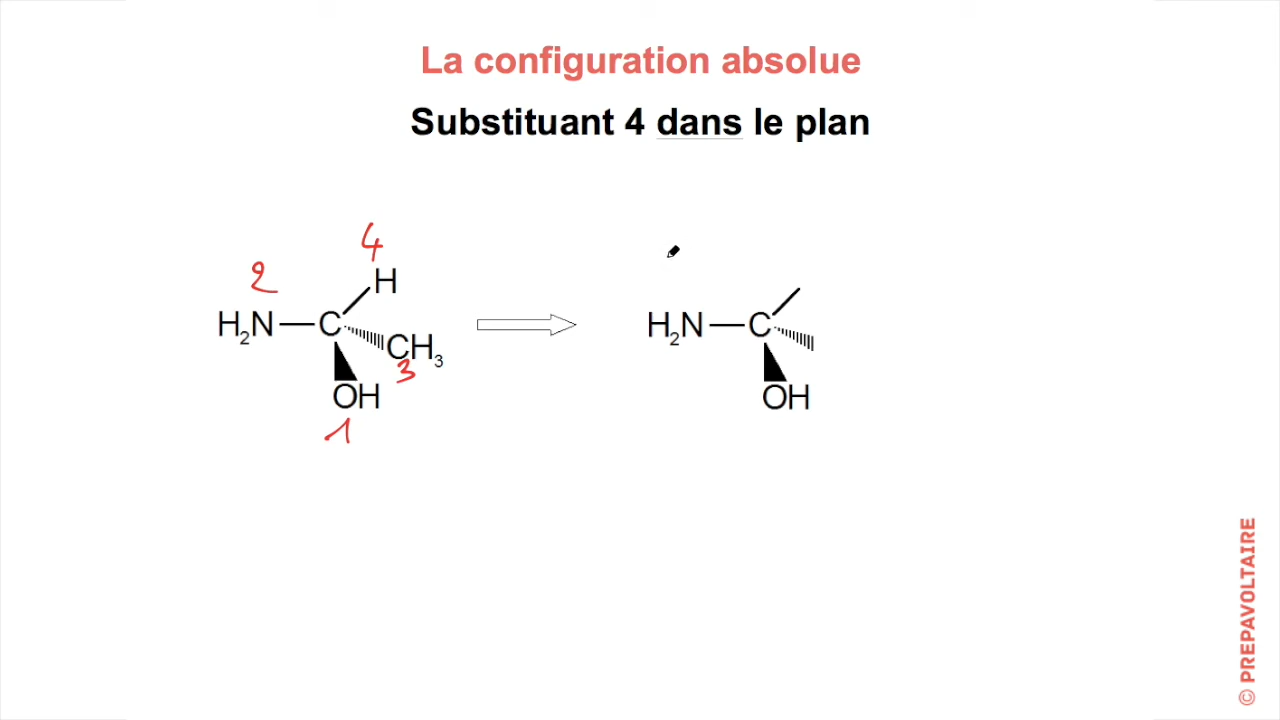 La configuration absolue
Substituant 4 dans le plan
4
2
H
H₂N C
CH₃
3
OH
1
H₂N C
OH
© PREPAVOLTAIRE